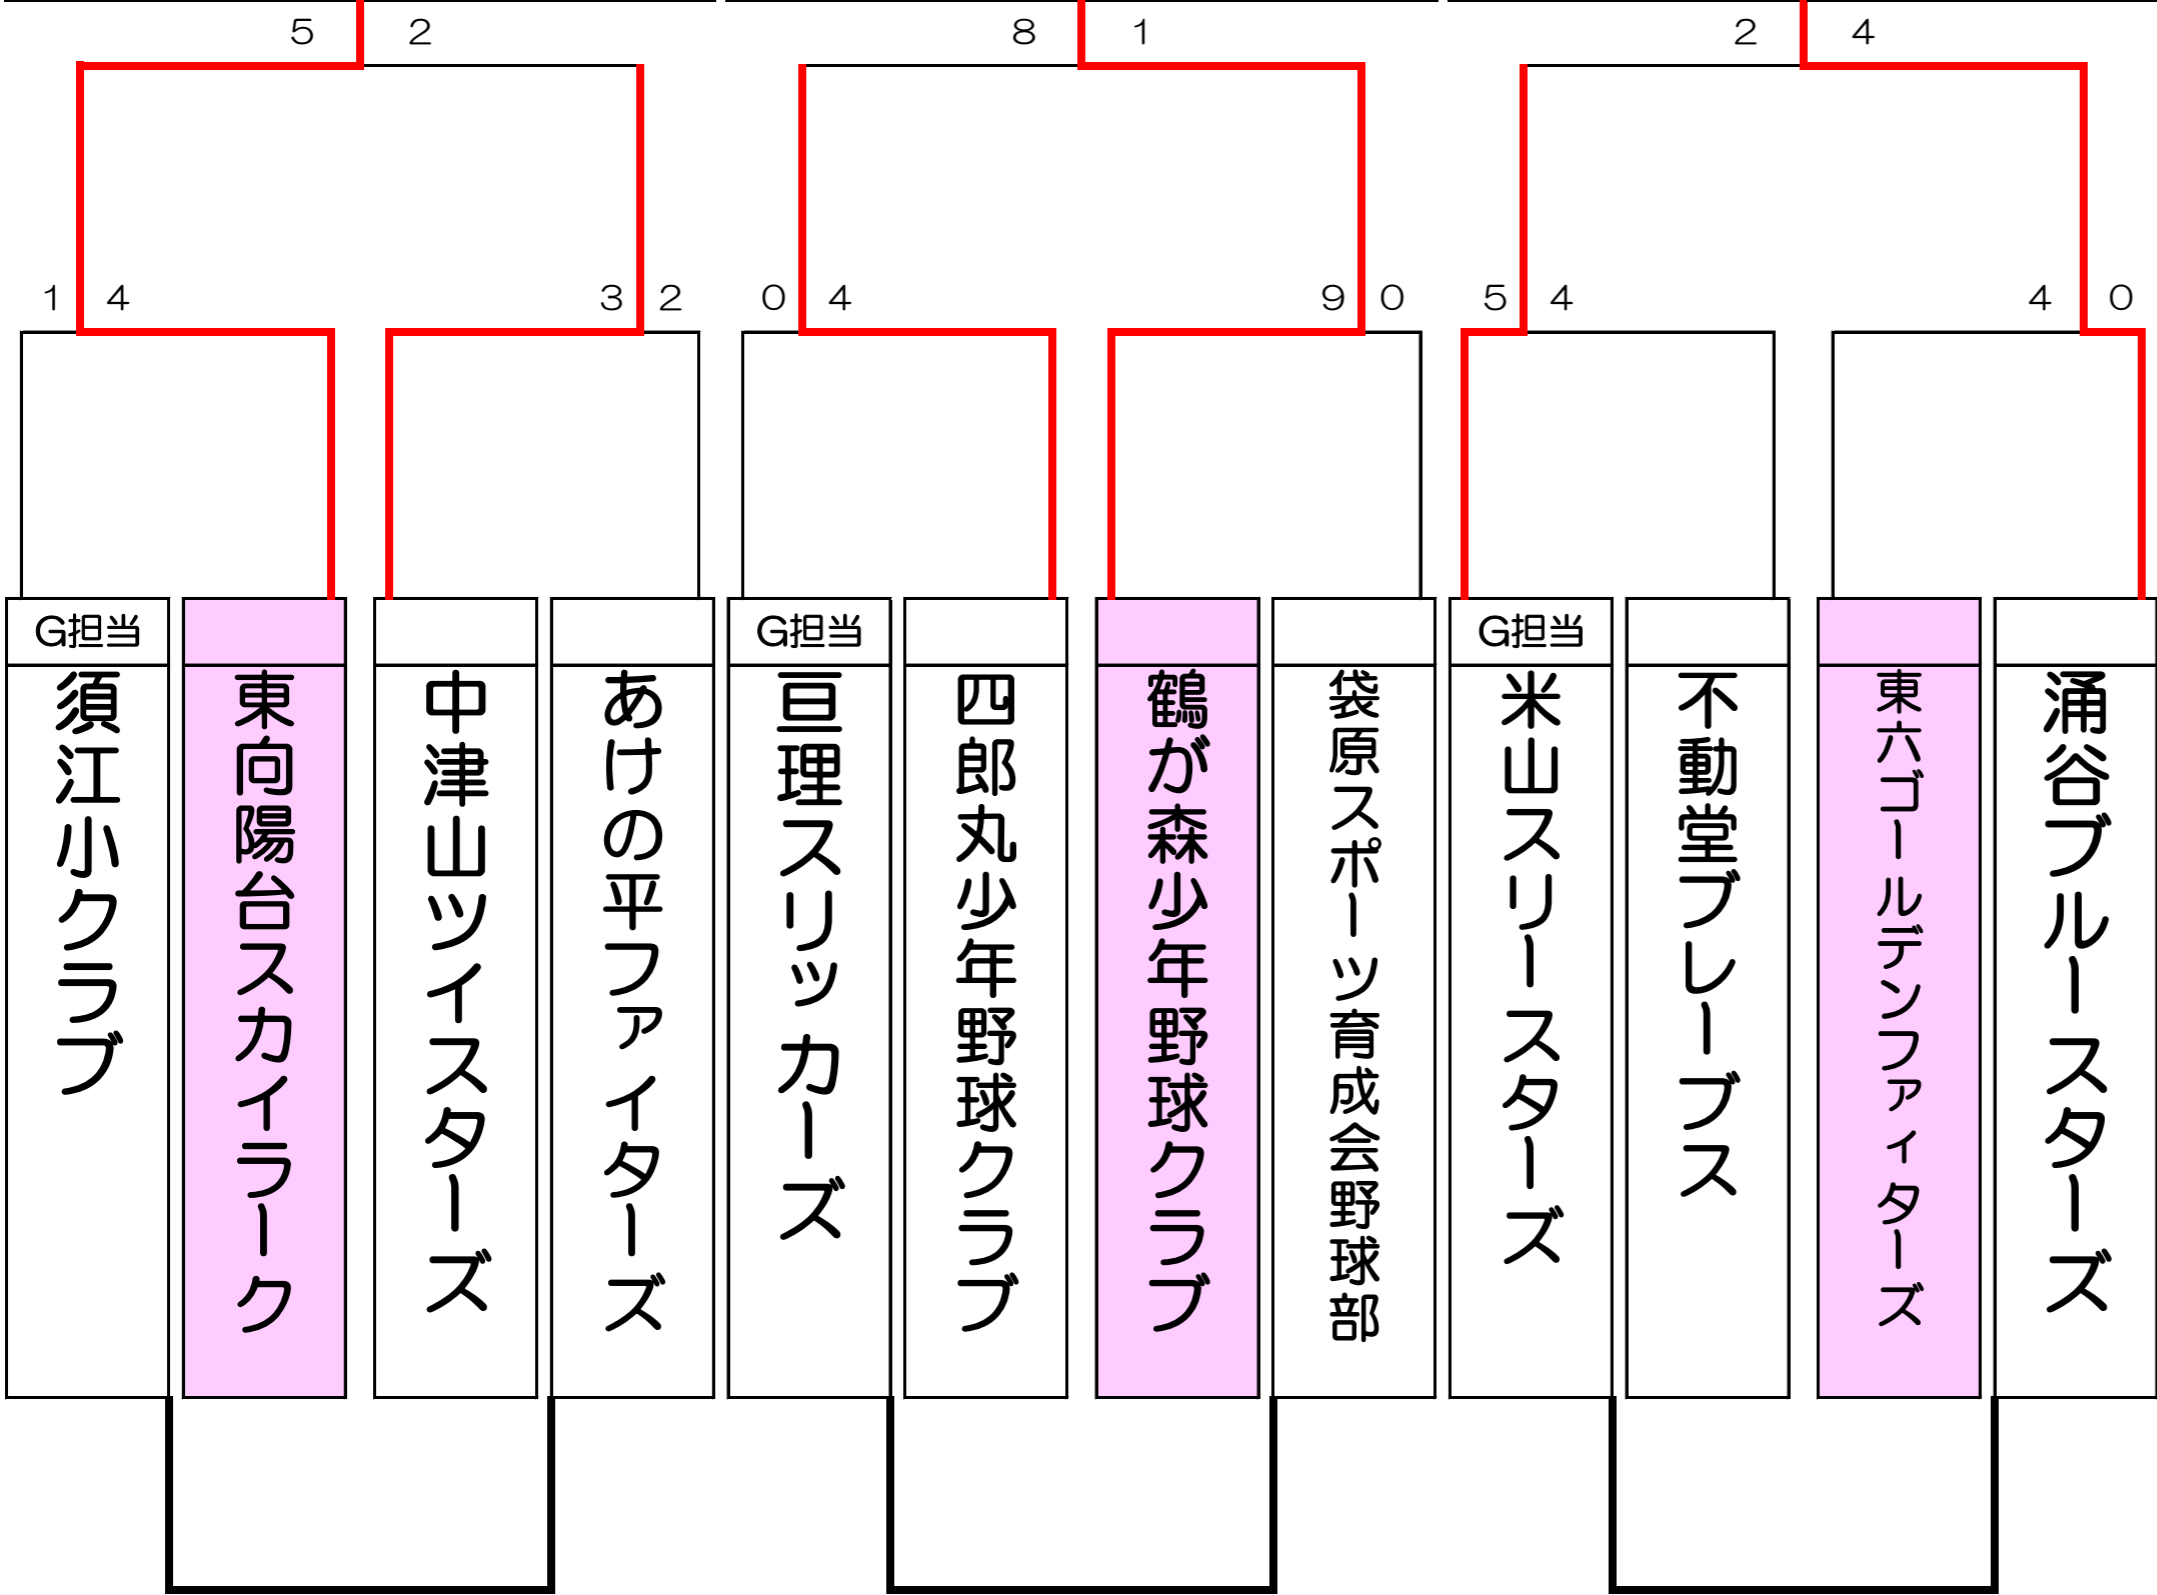 5 2 8 1 2 4
1 4 3 2 0 4 9 0 5 4 4 0
G担当 G担当 G担当
須江小クラブ
東向陽台スカイラーク
中津山ツイスターズ
あけの平ファイターズ
亘理スリッカーズ
四郎丸少年野球クラブ
鶴が森少年野球クラブ
袋原スポーツ育成会野球部
米山スリースターズ
不動堂ブレーブス
東六ゴールデンファィターズ
涌谷ブルースターズ